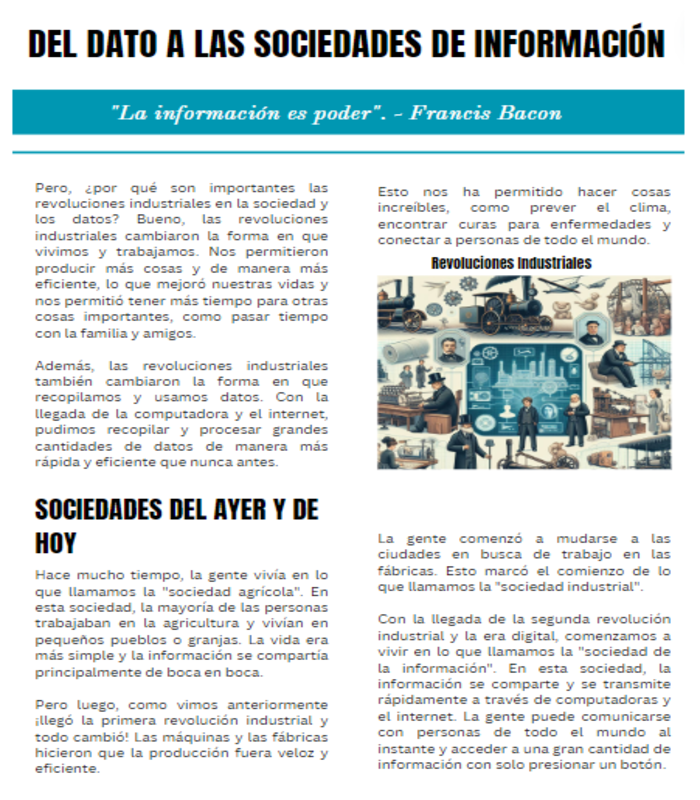 DEL DATO A LAS SOCIEDADES DE INFORMACIÓN
"La información es poder". - Francis Bacon
Pero, ¿por qué son importantes las
revoluciones industriales en la sociedad y
los datos? Bueno, las revoluciones
industriales cambiaron la forma en que
vivimos y trabajamos. Nos permitieron
producir más cosas y de manera más
eficiente, lo que mejoró nuestras vidas y
nos permitió tener más tiempo para otras
cosas importantes, como pasar tiempo
con la familia y amigos.
Además, las revoluciones industriales
también cambiaron la forma en que
recopilamos y usamos datos. Con la
llegada de la computadora y el internet,
pudimos recopilar y procesar grandes
cantidades de datos de manera más
rápida y eficiente que nunca antes.
Esto nos ha permitido hacer cosas
increíbles, como prever el clima,
encontrar curas para enfermedades y
conectar a personas de todo el mundo.
Revoluciones Industriales
SOCIEDADES DEL AYER Y DE
HOY
Hace mucho tiempo, la gente vivía en lo
que llamamos la "sociedad agrícola". En
esta sociedad, la mayoría de las personas
trabajaban en la agricultura y vivían en
pequeños pueblos o granjas. La vida era
más simple y la información se compartía
principalmente de boca en boca.
Pero luego, como vimos anteriormente
¡llegó la primera revolución industrial y
todo cambió! Las máquinas y las fábricas
hicieron que la producción fuera veloz y
eficiente.
La gente comenzó a mudarse a las
ciudades en busca de trabajo en las
fábricas. Esto marcó el comienzo de lo
que llamamos la "sociedad industrial".
Con la llegada de la segunda revolución
industrial y la era digital, comenzamos a
vivir en lo que llamamos la "sociedad de
la información". En esta sociedad, la
información se comparte y se transmite
rápidamente a través de computadoras y
el internet. La gente puede comunicarse
con personas de todo el mundo al
instante y acceder a una gran cantidad de
información con solo presionar un botón.